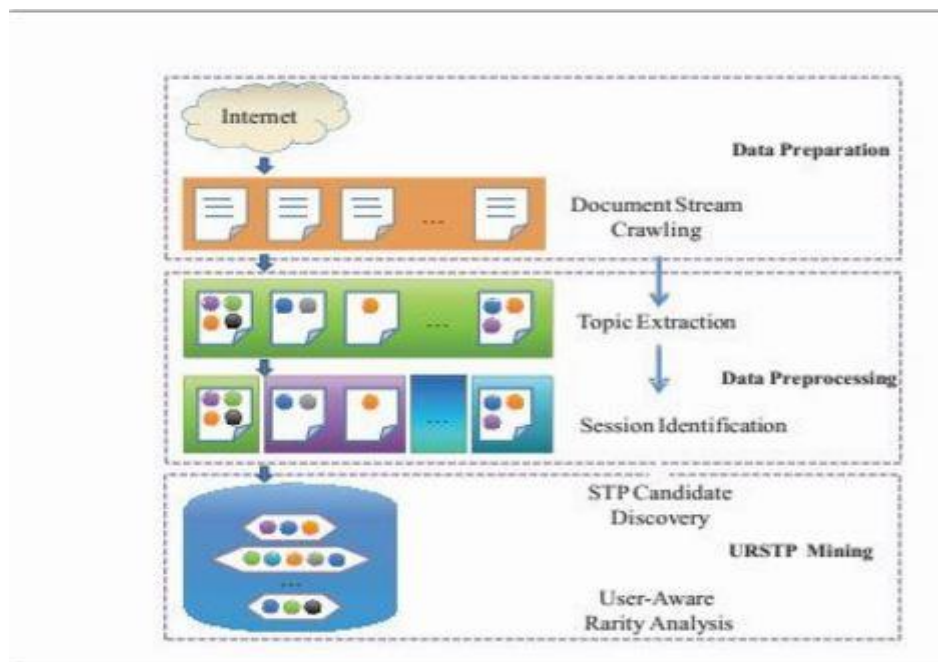 Internet
Data Preparation
Document Stream
Crawling
...
Topic Extraction
...
Data Preprocessing
Session Identification
...
STP Candidate
Discovery
URSTP Mining
...
User-Aware
Rarity Analysis